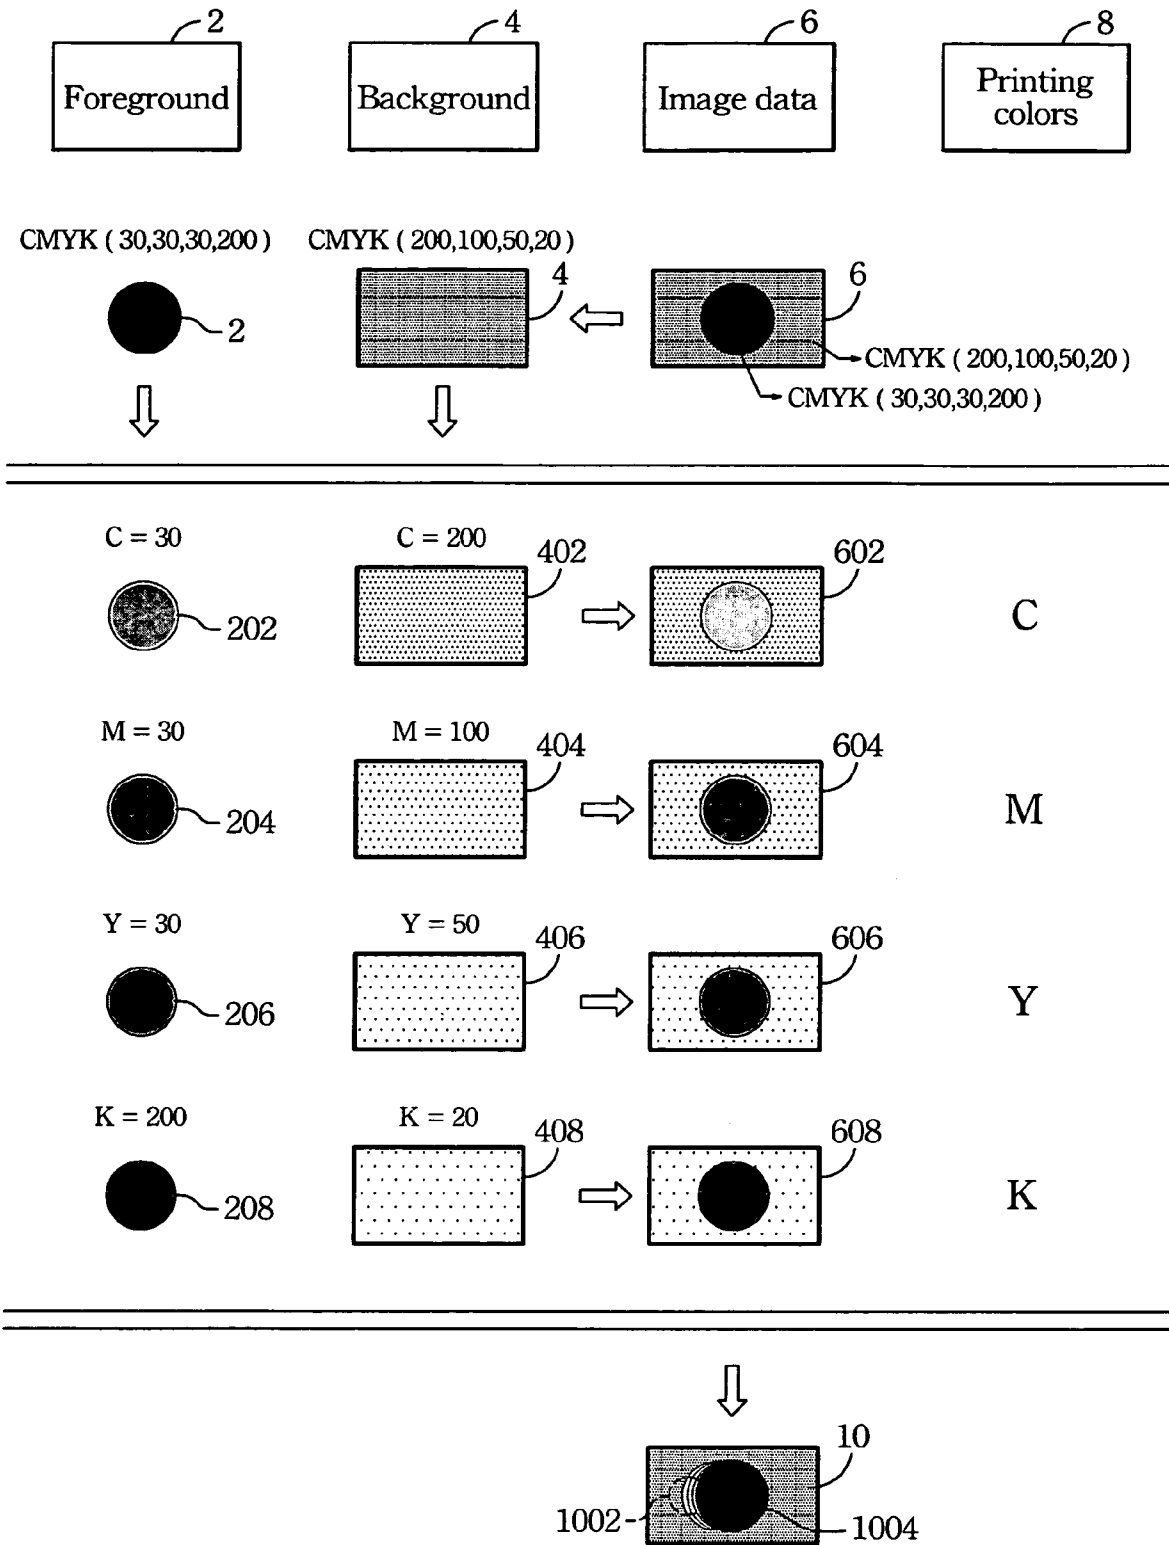 2
4
6
8
Foreground
Background
Image data
Printing
colors
CMYK ( 30,30,30,200 )
CMYK ( 200,100,50,20 )
2
4
6
CMYK ( 200,100,50,20 )
CMYK ( 30,30,30,200 )
C = 30
C = 200
202
402
602
C
M = 30
M = 100
204
404
604
M
Y = 30
Y = 50
206
406
606
Y
K = 200
K = 20
208
408
608
K
10
1002
1004